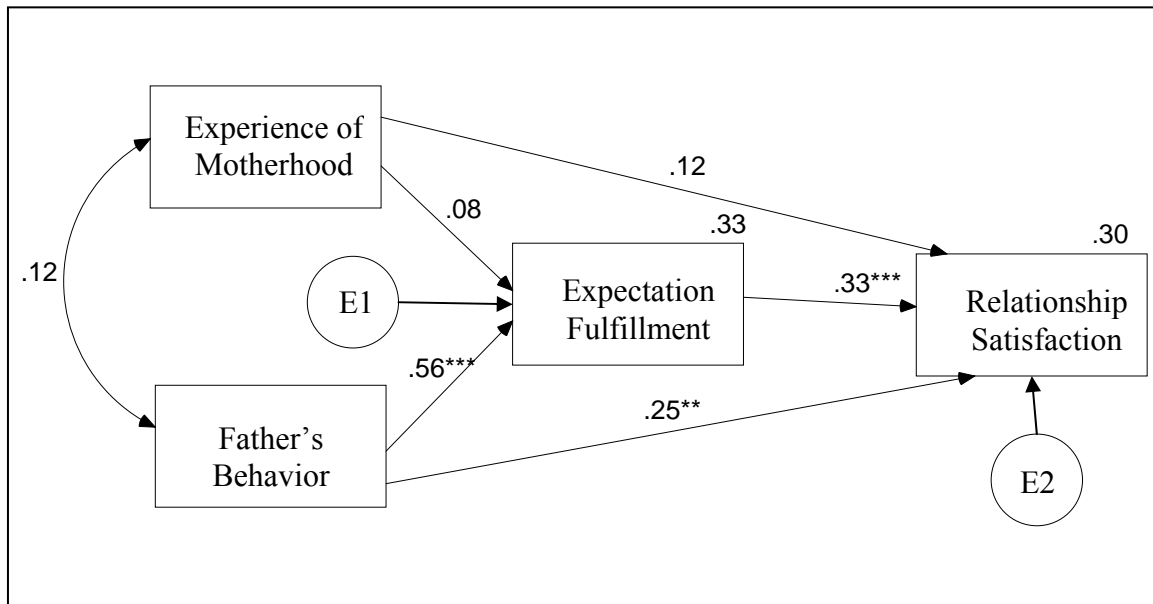 Experience of
Motherhood
.12
.08
.33
.30
.12
E1
Expectation
Fulfillment
.33***
Relationship
Satisfaction
.56***
.25**
Father’s
Behavior
E2